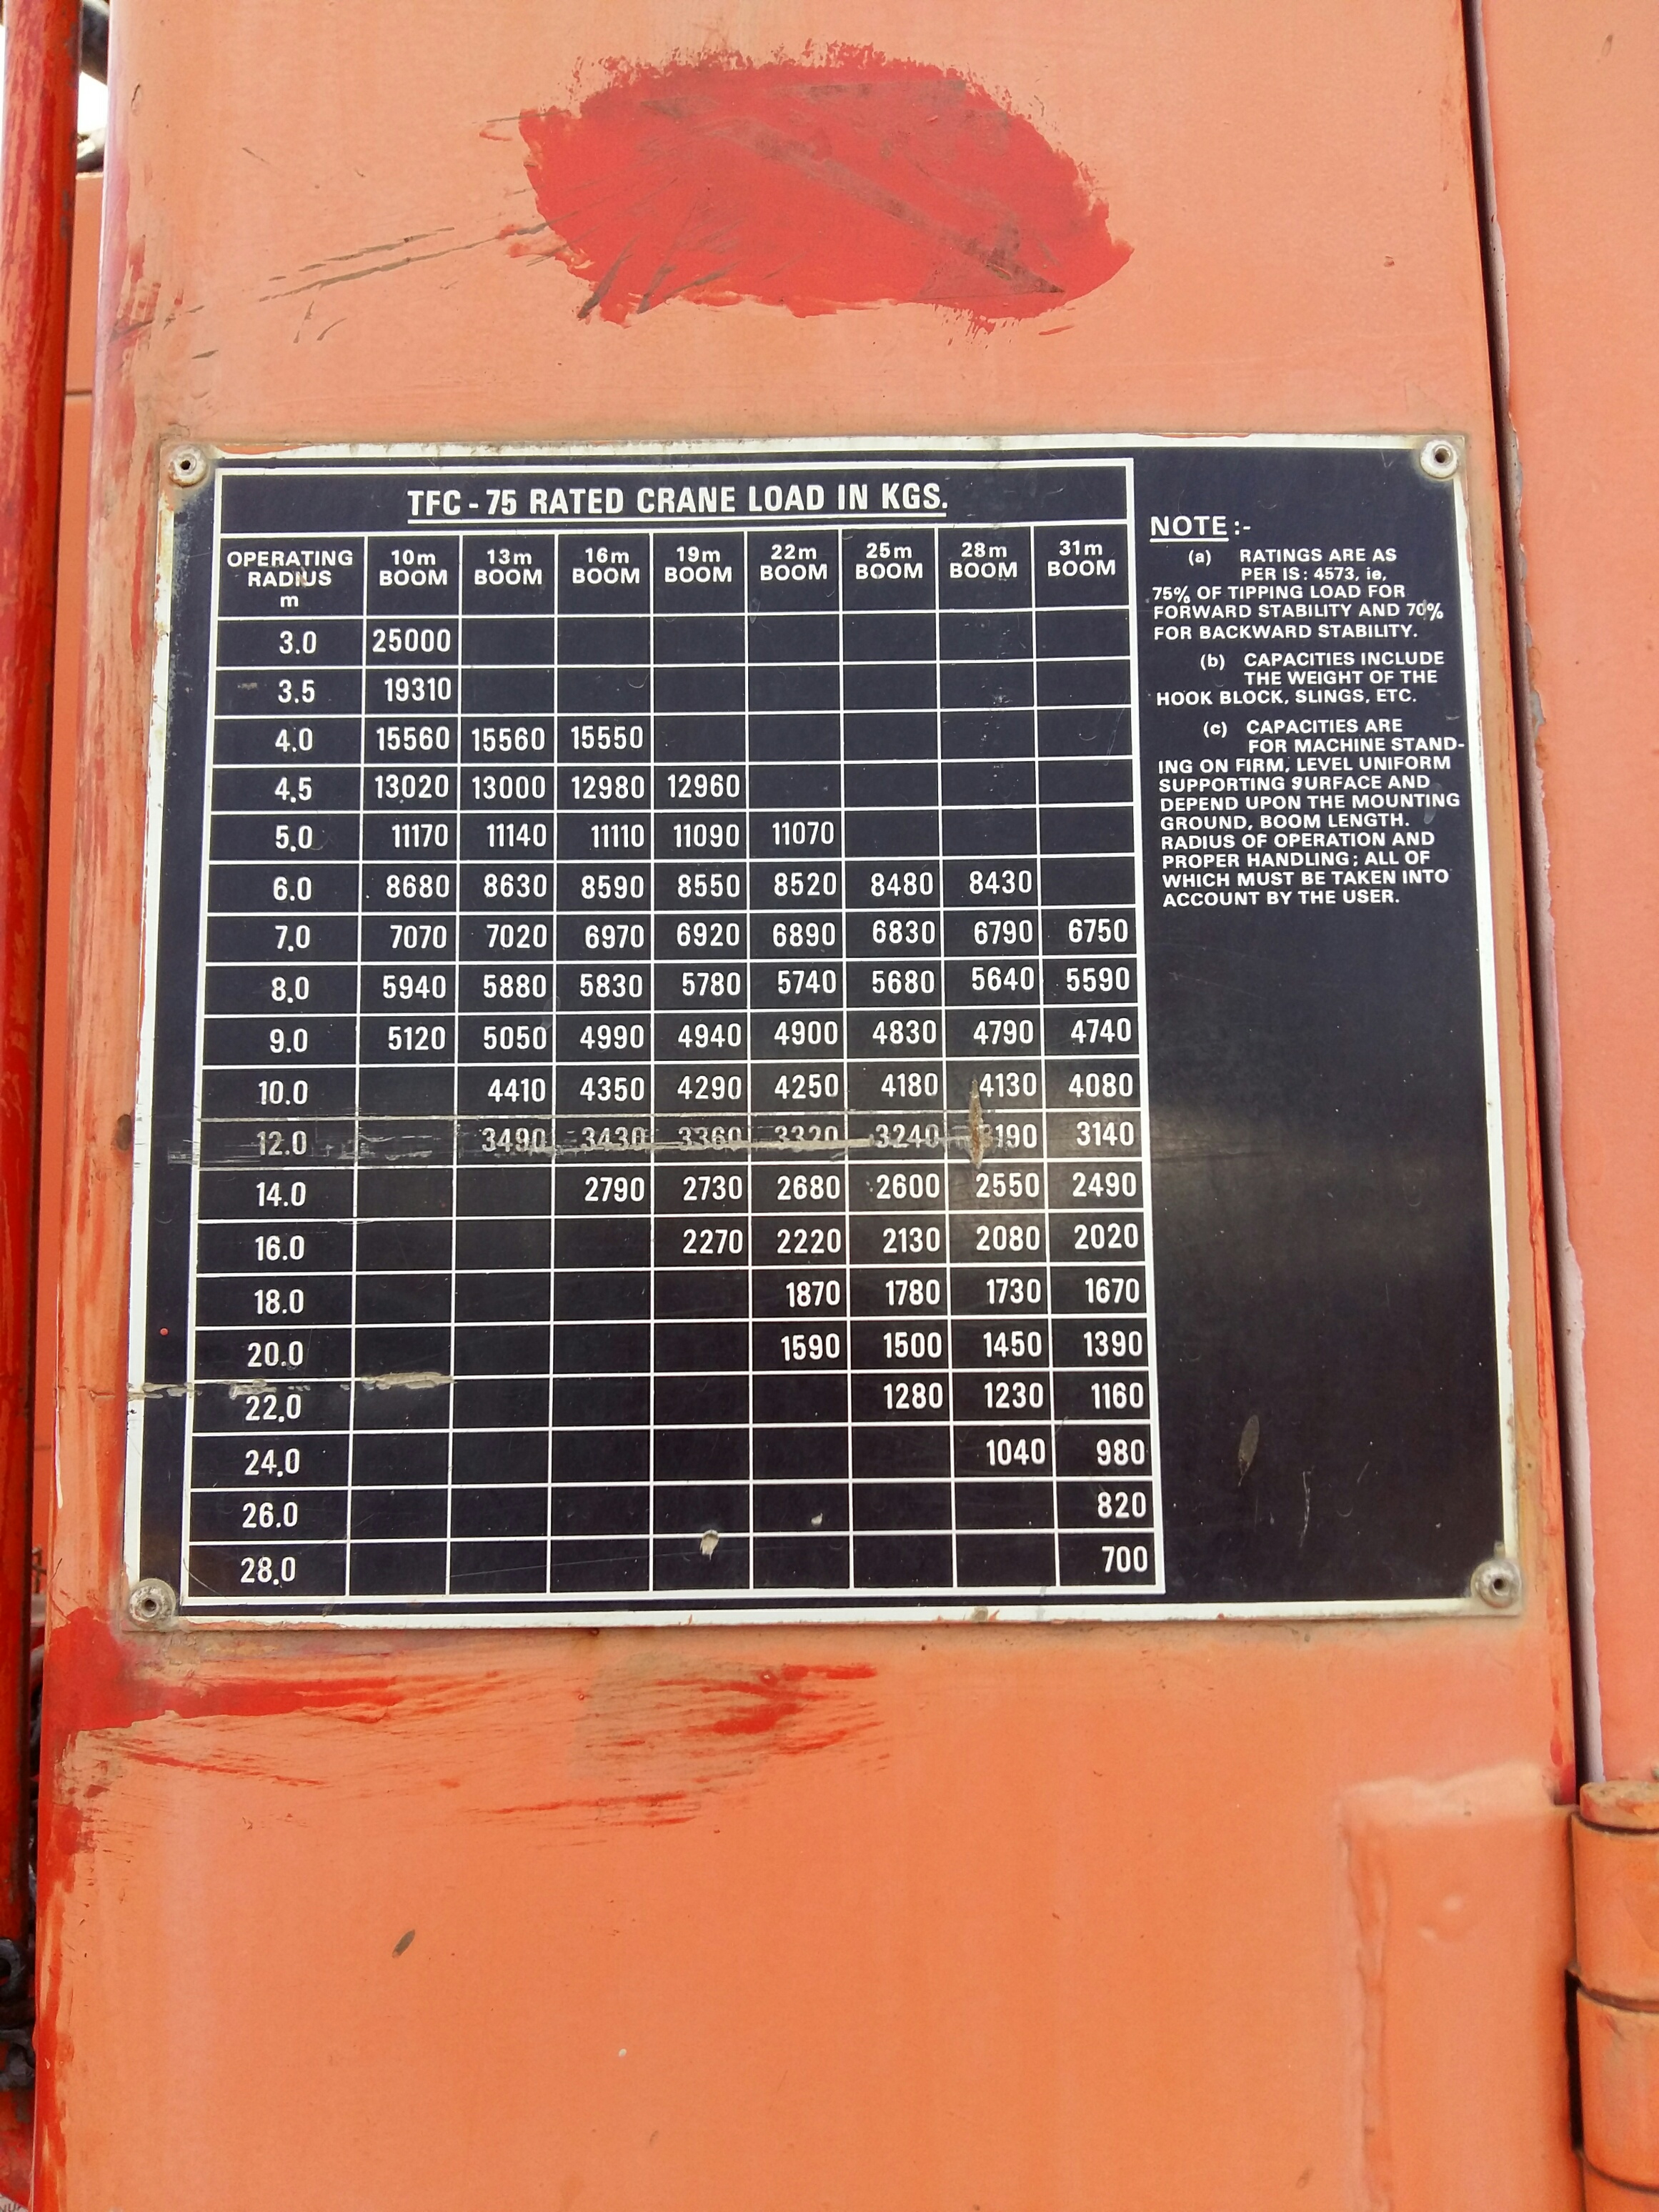 TFC - 75 RATED CRANE LOAD IN KGS.
OPERATING RADIUS m 10m BOOM 13m BOOM 16m BOOM 19m BOOM 22m BOOM 25m BOOM 28m BOOM 31m BOOM
3.0 25000
3.5 19310
4.0 15560 15560 15550
4.5 13020 13000 12980 12960
5.0 11170 11140 11110 11090 11070
6.0 8680 8630 8590 8550 8520 8480 8430
7.0 7070 7020 6970 6920 6890 6830 6790 6750
8.0 5940 5880 5830 5780 5740 5680 5640 5590
9.0 5120 5050 4990 4940 4900 4830 4790 4740
10.0 4410 4350 4290 4250 4180 4130 4080
12.0 3490 3430 3360 3320 3240 3190 3140
14.0 2790 2730 2680 2600 2550 2490
16.0 2270 2220 2130 2080 2020
18.0 1870 1780 1730 1670
20.0 1590 1500 1450 1390
22.0 1280 1230 1160
24.0 1040 980
26.0 820
28.0 700
NOTE :-
(a) RATINGS ARE AS
PER IS : 4573, ie,
75% OF TIPPING LOAD FOR
FORWARD STABILITY AND 70%
FOR BACKWARD STABILITY.
(b) CAPACITIES INCLUDE
THE WEIGHT OF THE
HOOK BLOCK, SLINGS, ETC.
(c) CAPACITIES ARE
FOR MACHINE STAND-
ING ON FIRM, LEVEL UNIFORM
SUPPORTING SURFACE AND
DEPEND UPON THE MOUNTING
GROUND, BOOM LENGTH.
RADIUS OF OPERATION AND
PROPER HANDLING ; ALL OF
WHICH MUST BE TAKEN INTO
ACCOUNT BY THE USER.